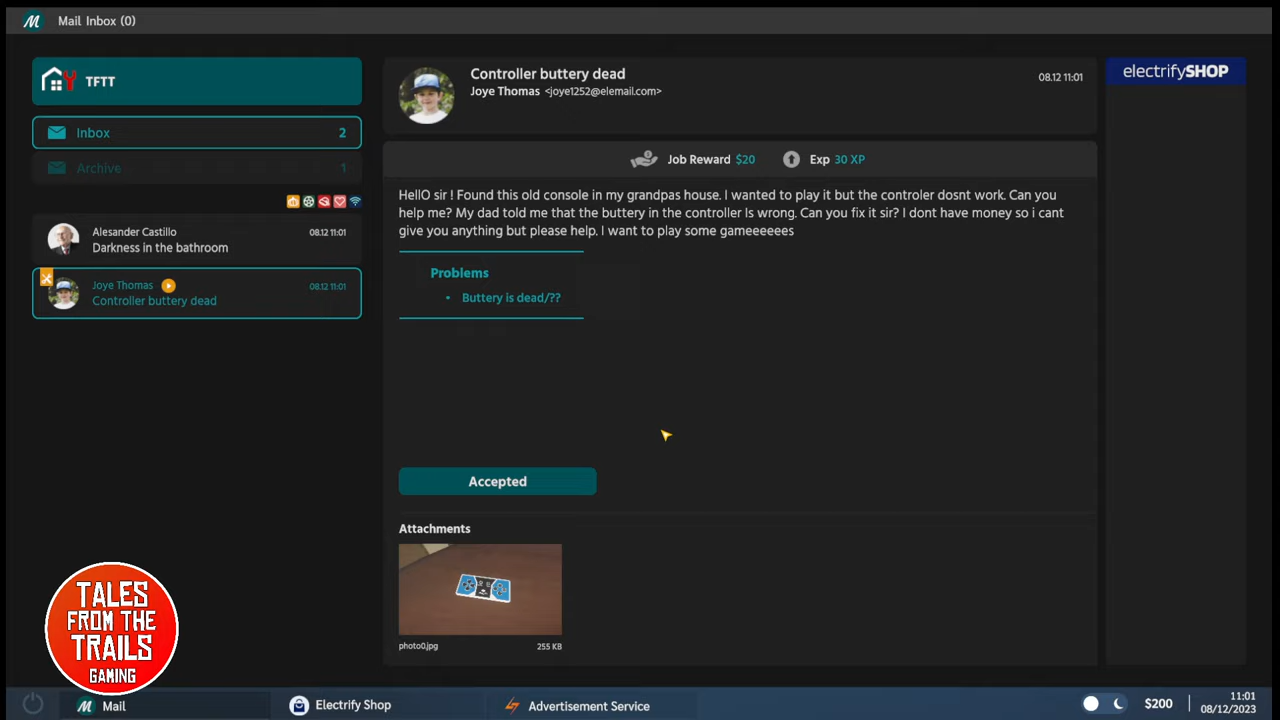 Mail Inbox (0)
TFTT
Inbox 2
Archive 1
Alesander Castillo 08.12 11:01
Darkness in the bathroom
Joye Thomas 08.12 11:01
Controller buttery dead
Controller buttery dead
Joye Thomas <joye1252@elemail.com>
08.12 11:01
Job Reward $20 Exp 30 XP
HellO sir ! Found this old console in my grandpas house. I wanted to play it but the controler dosnt work. Can you
help me? My dad told me that the buttery in the controller Is wrong. Can you fix it sir? I dont have money so i cant
give you anything but please help. I want to play some gameeeeees
Problems
• Buttery is dead/??
Accepted
Attachments
photo0.jpg 255 KB
electrifySHOP
TALES
FROM THE
TRAILS
GAMING
Mail Electrify Shop Advertisement Service $200
11:01
08/12/2023